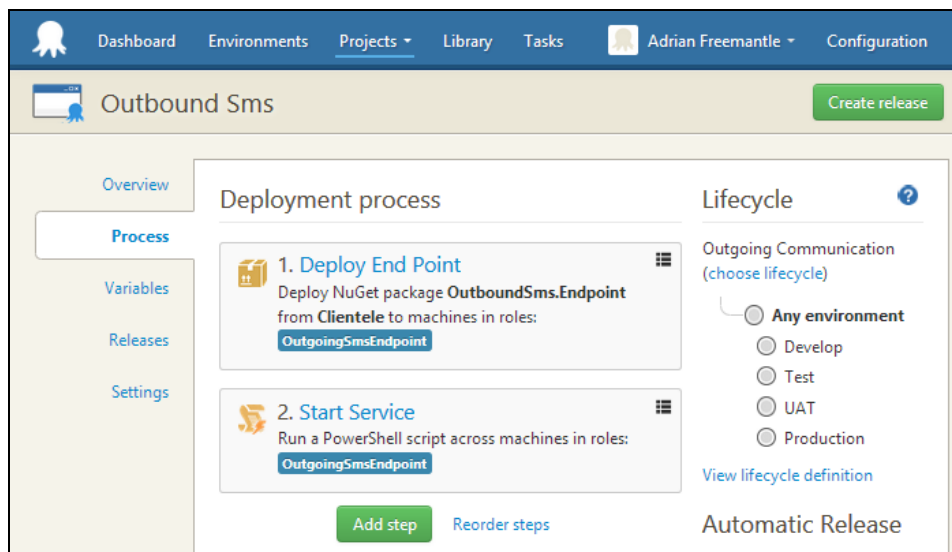 Dashboard Environments Projects Library Tasks Adrian Freemantle Configuration
Outbound Sms
Create release
Overview
Process
Variables
Releases
Settings
Deployment process
1. Deploy End Point
Deploy NuGet package OutboundSms.Endpoint
from Clientele to machines in roles:
OutgoingSmsEndpoint
2. Start Service
Run a PowerShell script across machines in roles:
OutgoingSmsEndpoint
Add step Reorder steps
Lifecycle ?
Outgoing Communication
(choose lifecycle)
Any environment
Develop
Test
UAT
Production
View lifecycle definition
Automatic Release